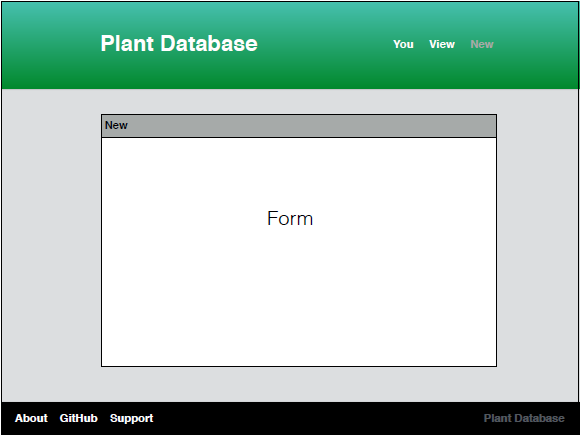 Plant Database
You View New
New
Form
About GitHub Support
Plant Database